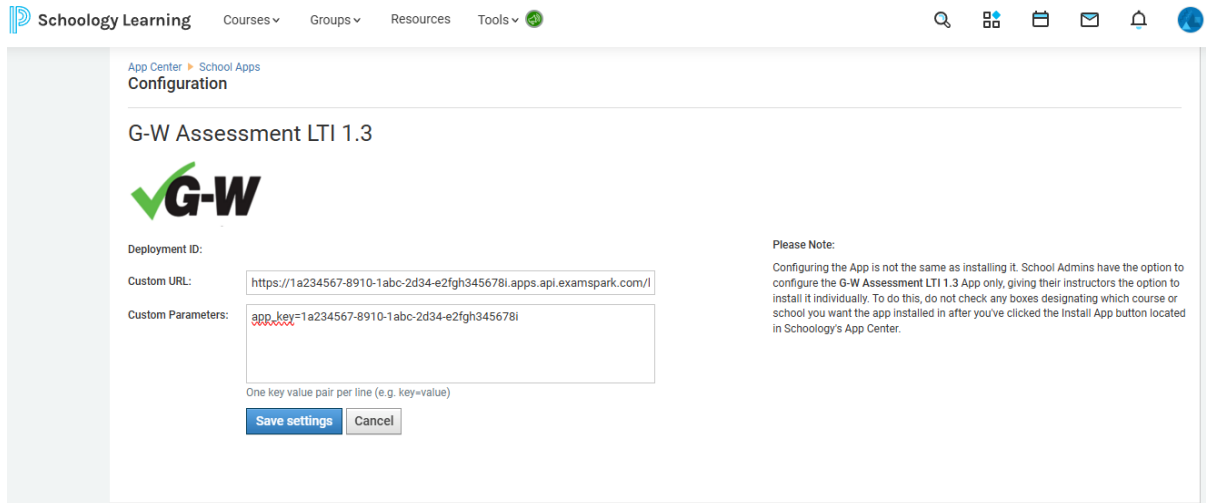 Schoology Learning Courses Groups Resources Tools
App Center School Apps
Configuration
G-W Assessment LTI 1.3
G-W
Deployment ID:
Custom URL: https://1a234567-8910-1abc-2d34-e2fgh345678i.apps.api.examspark.com/l
Custom Parameters: app_key=1a234567-8910-1abc-2d34-e2fgh345678i
One key value pair per line (e.g. key=value)
Save settings Cancel
Please Note:
Configuring the App is not the same as installing it. School Admins have the option to
configure the G-W Assessment LTI 1.3 App only, giving their instructors the option to
install it individually. To do this, do not check any boxes designating which course or
school you want the app installed in after you've clicked the Install App button located
in Schoology's App Center.